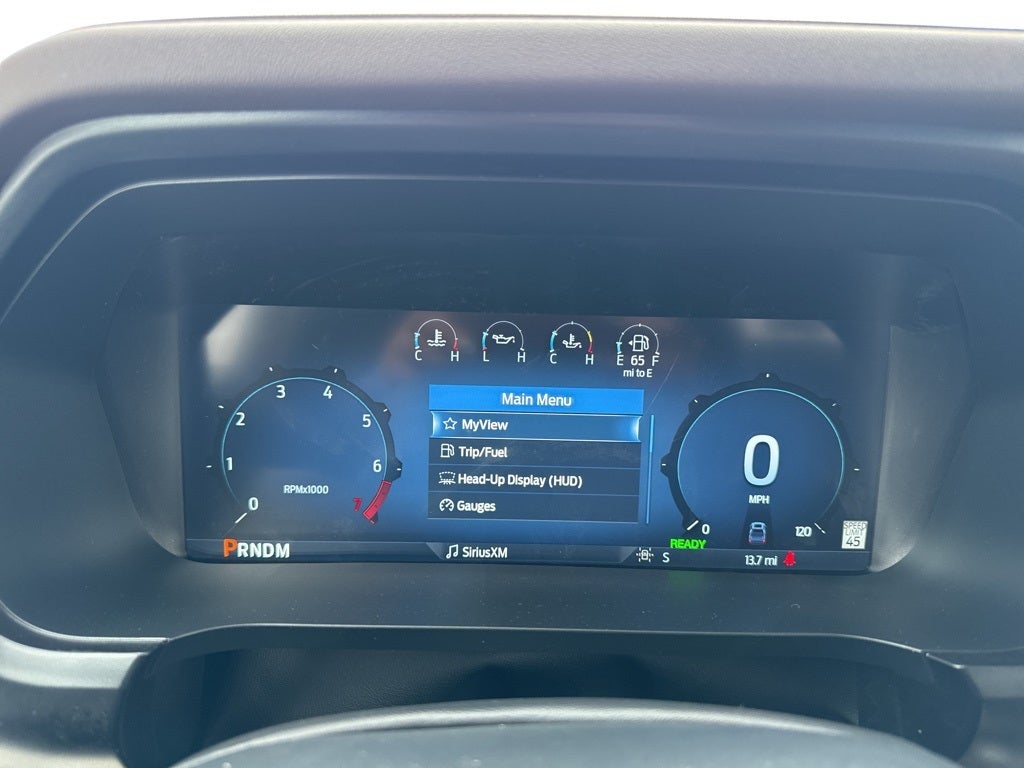 C H
L H
C H
E 65 F
mi to E
Main Menu
MyView
Trip/Fuel
Head-Up Display (HUD)
Gauges
0
1
2
3
4
5
6
7
RPMx1000
0
MPH
0
120
READY
SPEED
LIMIT
45
PRNDM
SiriusXM
S
13.7 mi